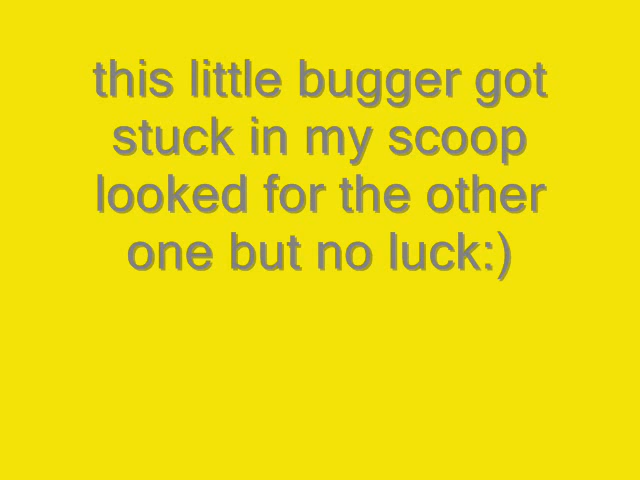 this little bugger got
stuck in my scoop
looked for the other
one but no luck:)